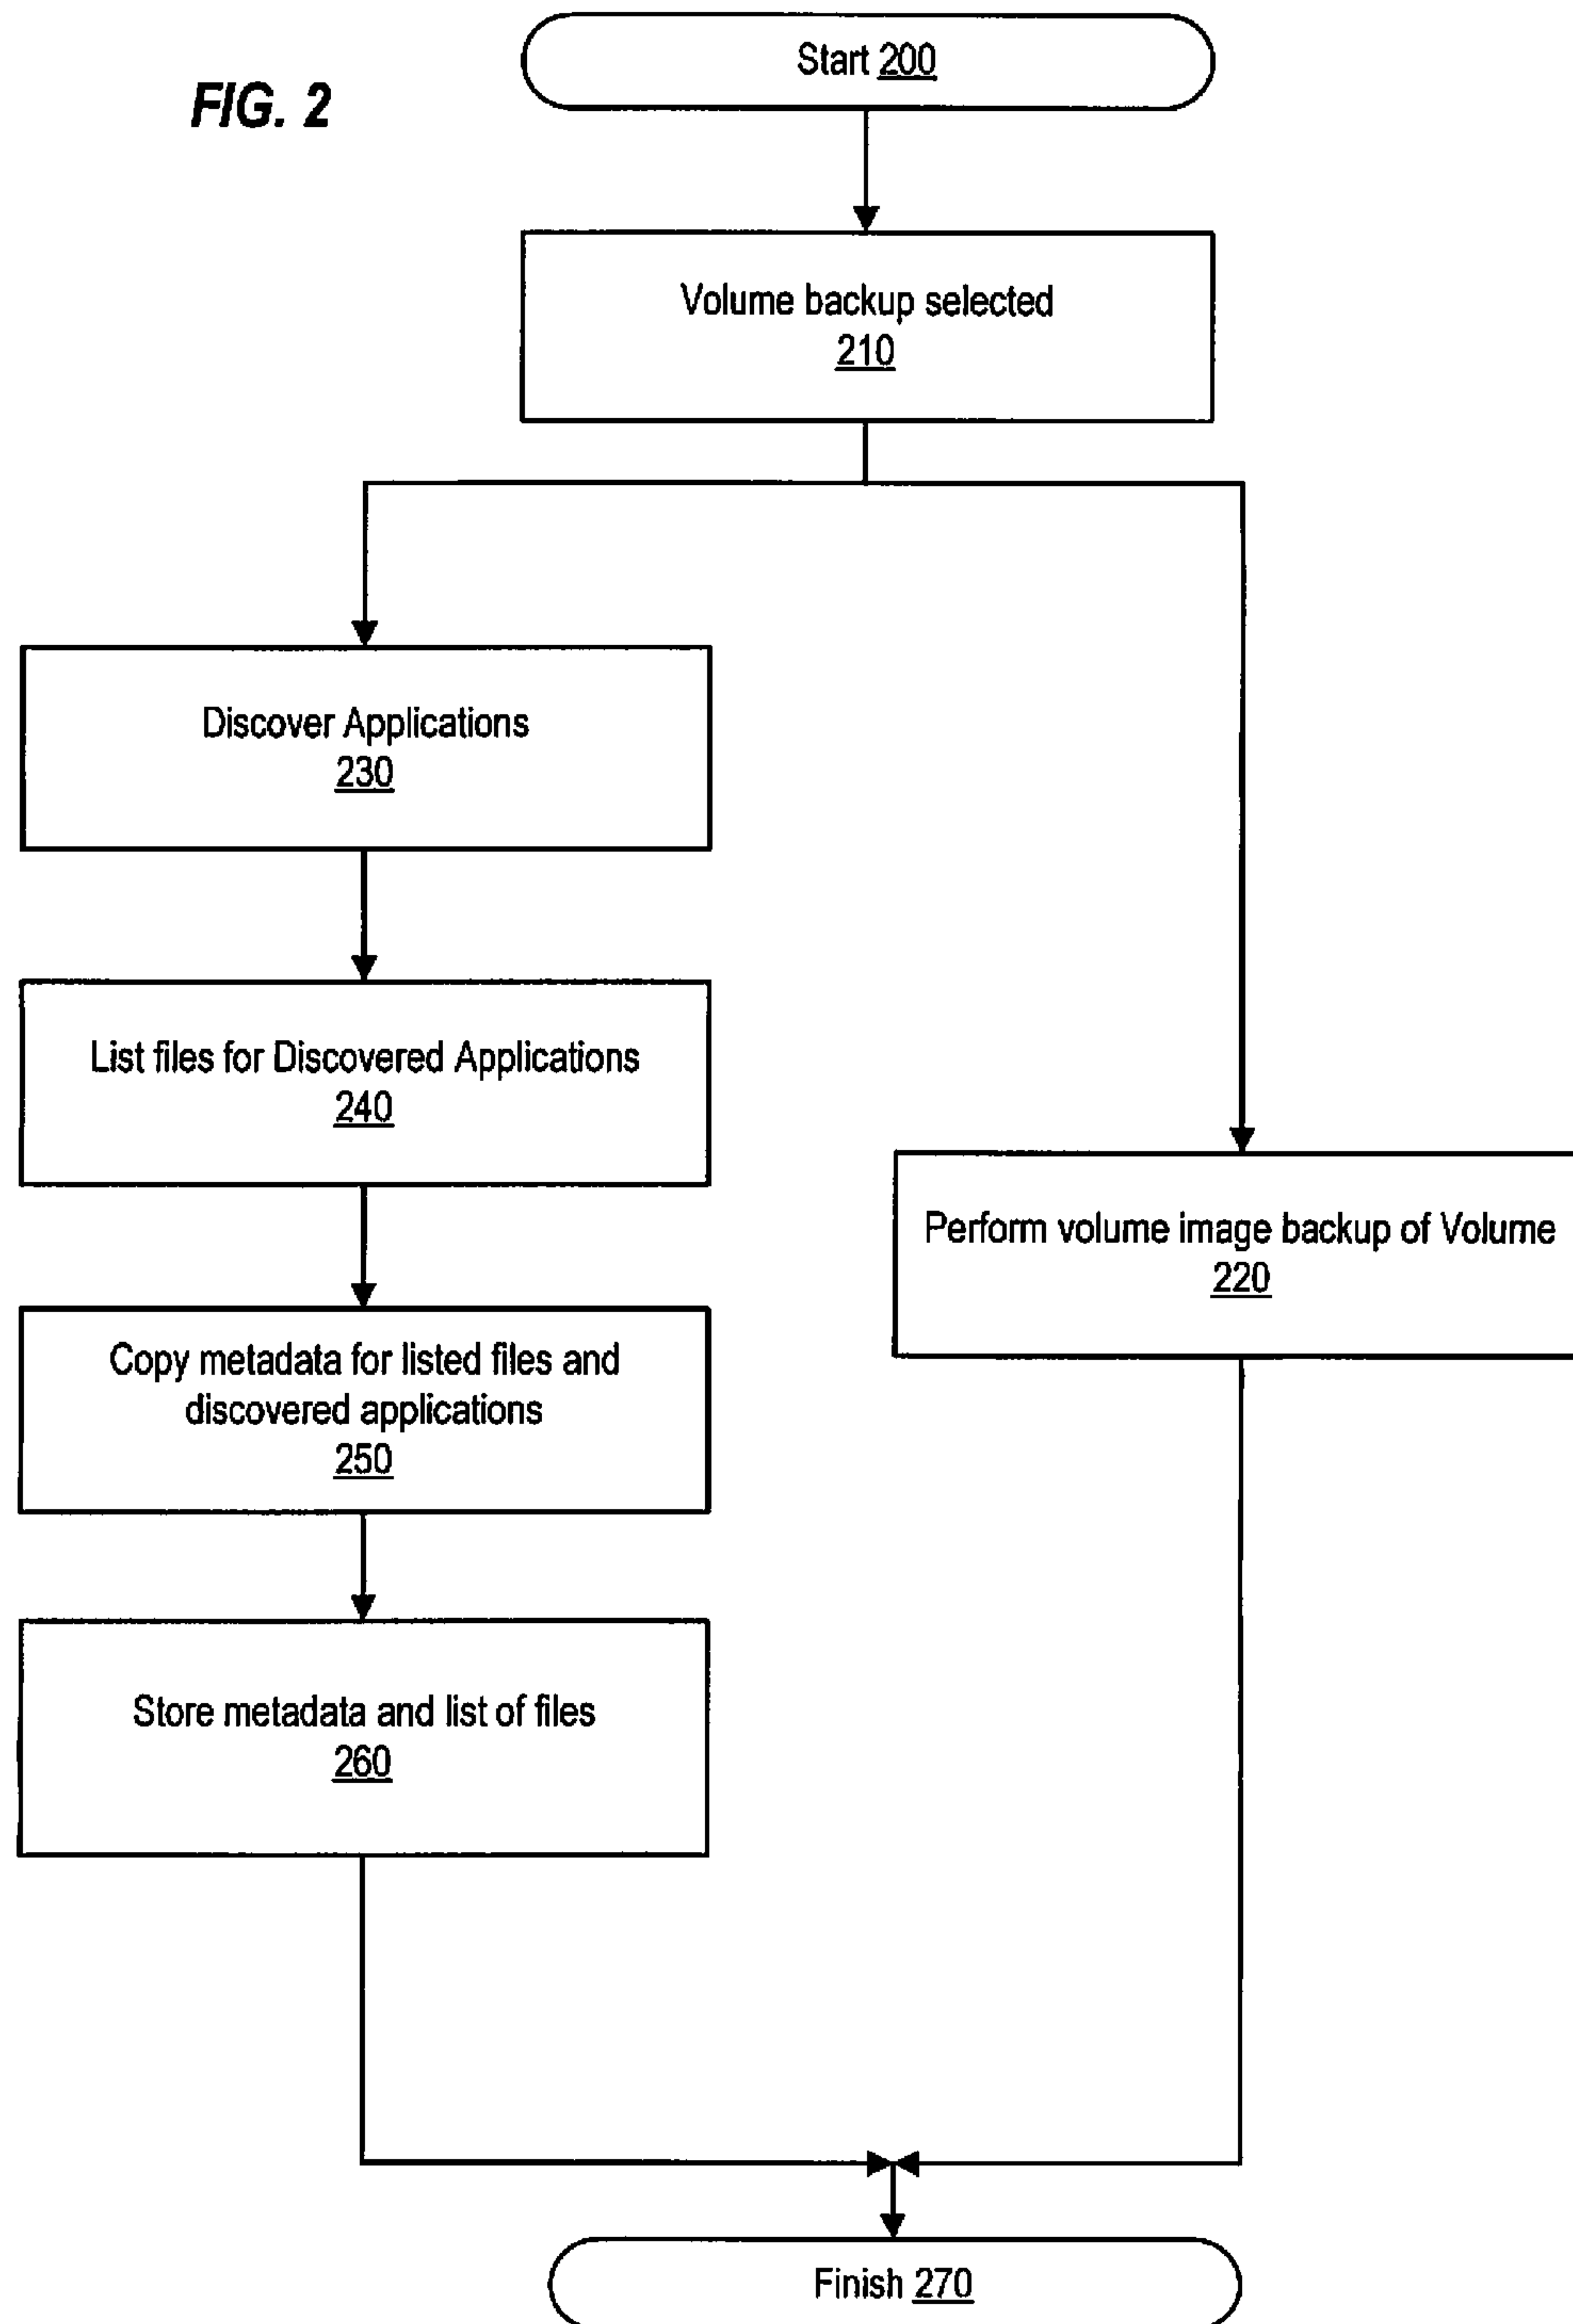 FIG. 2
Start 200
Volume backup selected
210
Discover Applications
230
List files for Discovered Applications
240
Perform volume image backup of Volume
220
Copy metadata for listed files and
discovered applications
250
Store metadata and list of files
260
Finish 270